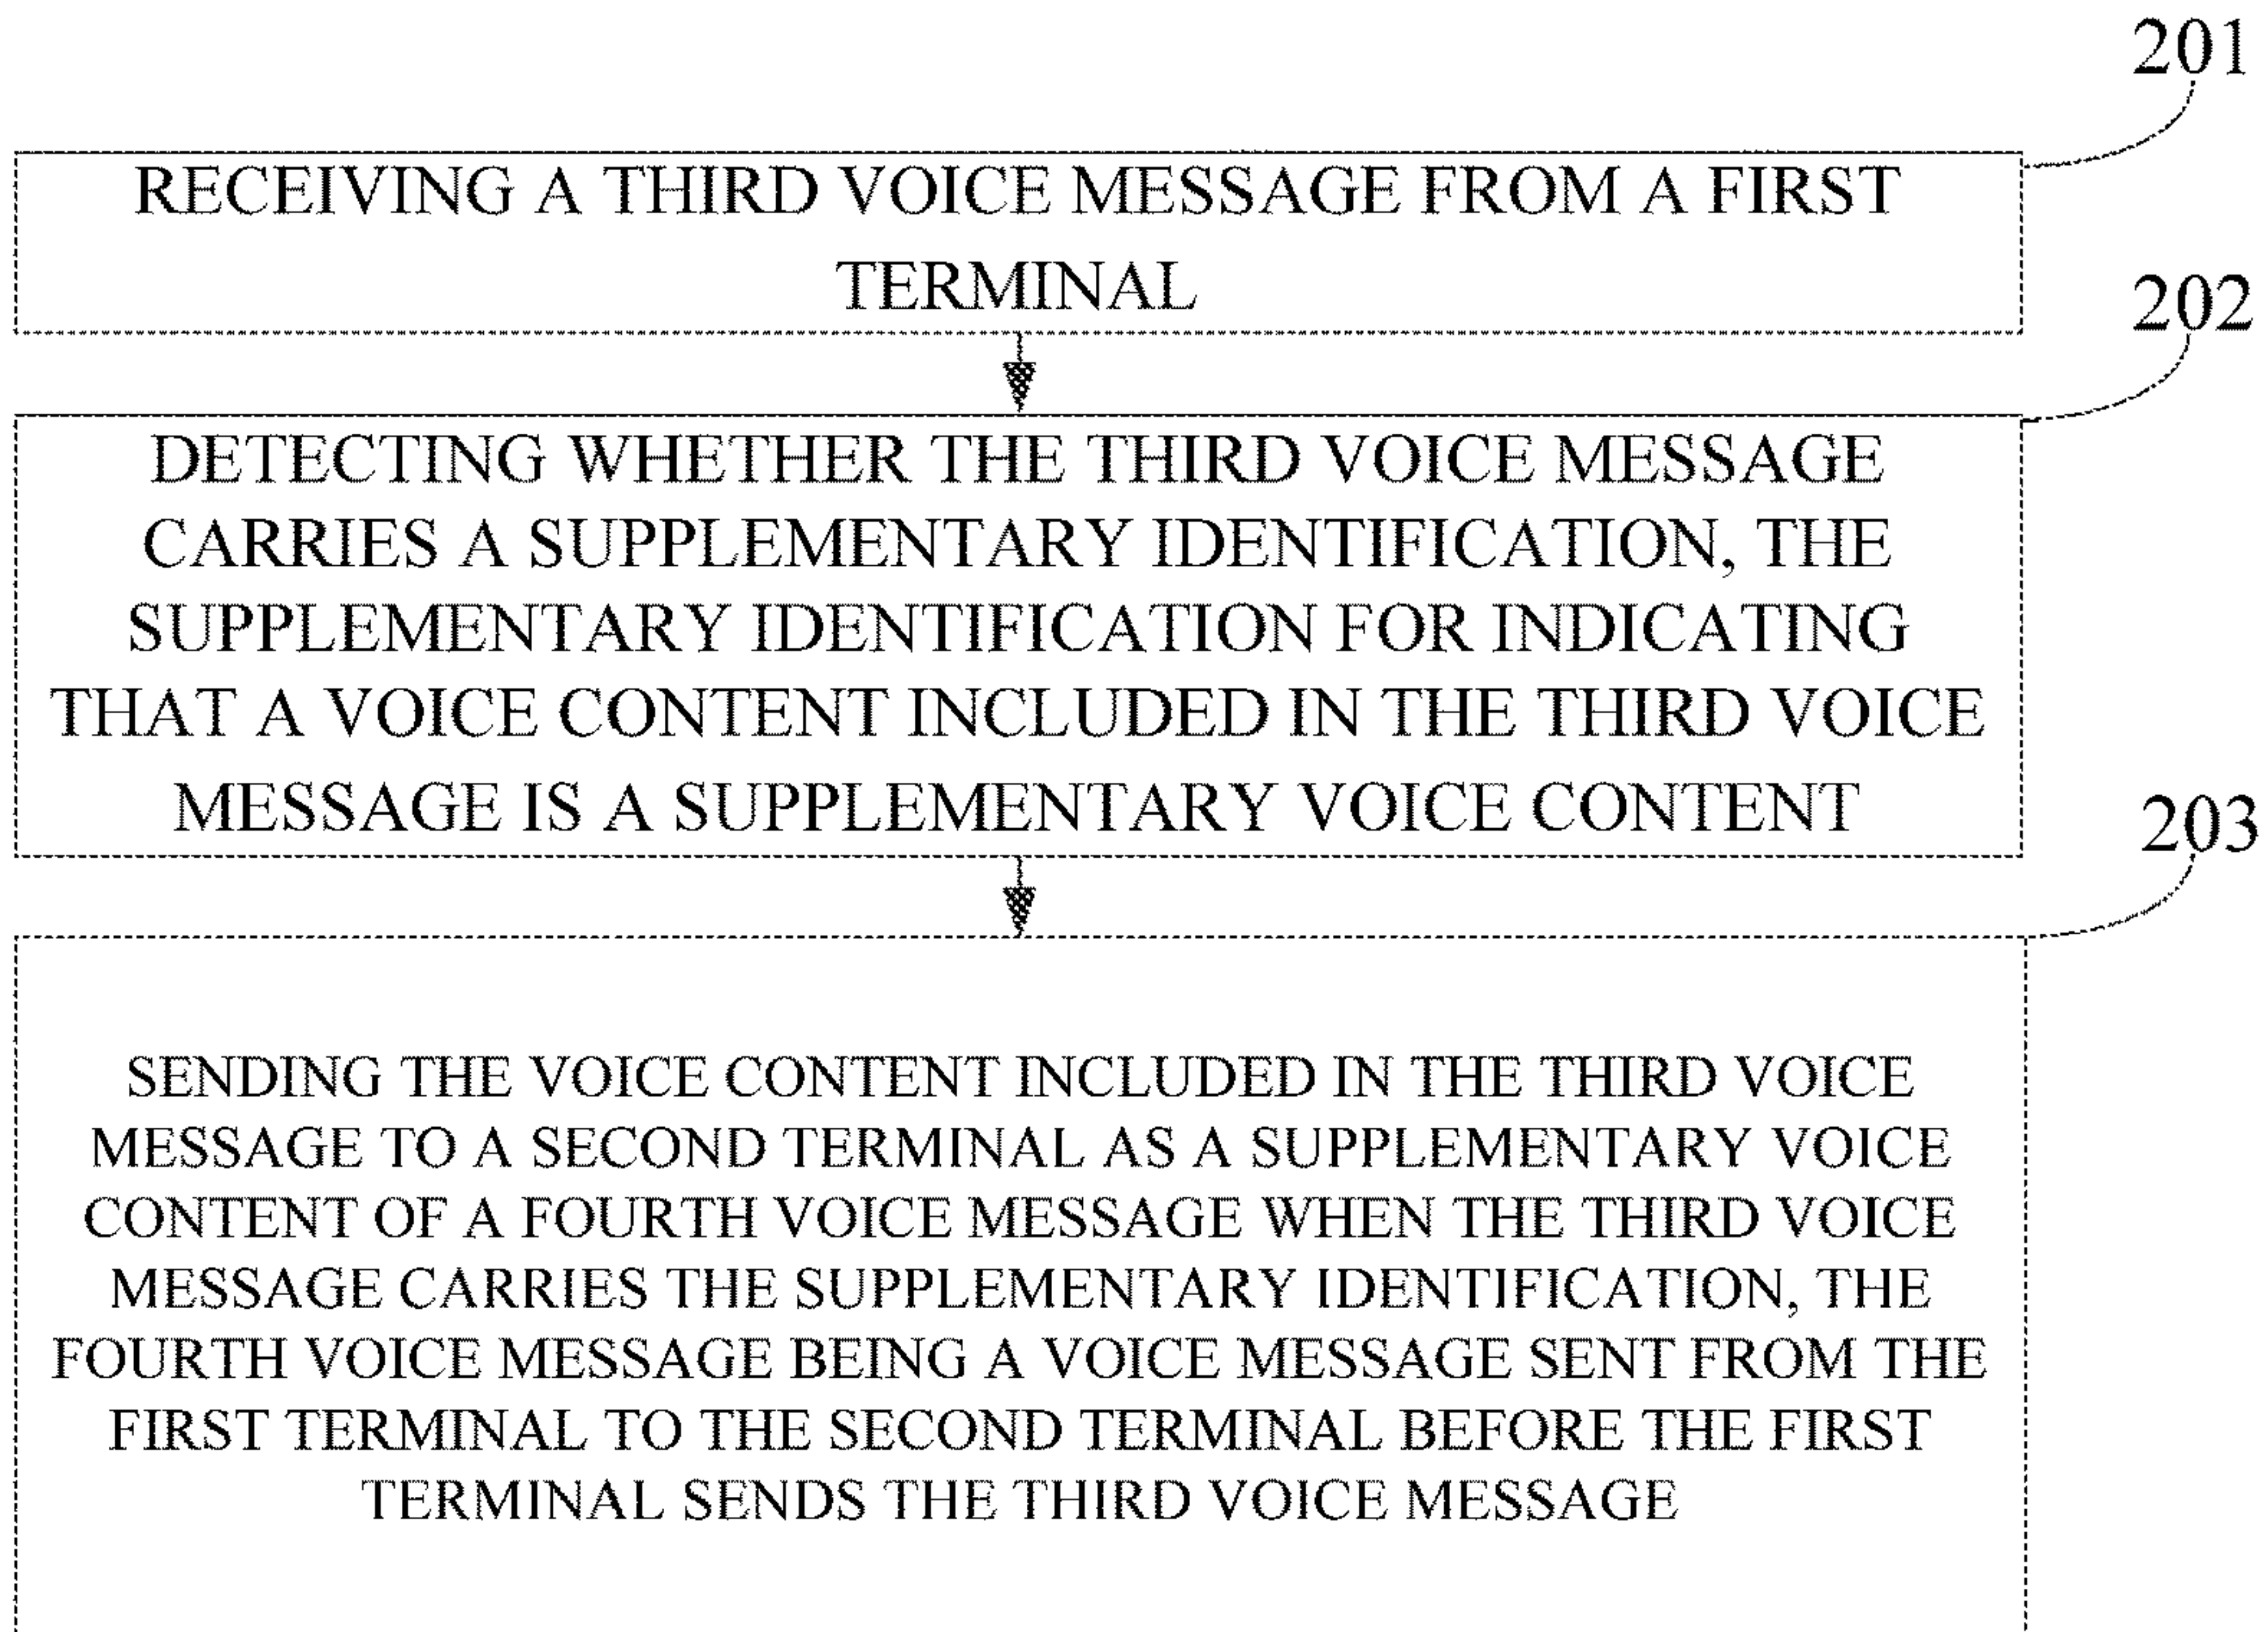 201
RECEIVING A THIRD VOICE MESSAGE FROM A FIRST
TERMINAL
202
DETECTING WHETHER THE THIRD VOICE MESSAGE
CARRIES A SUPPLEMENTARY IDENTIFICATION, THE
SUPPLEMENTARY IDENTIFICATION FOR INDICATING
THAT A VOICE CONTENT INCLUDED IN THE THIRD VOICE
MESSAGE IS A SUPPLEMENTARY VOICE CONTENT
203
SENDING THE VOICE CONTENT INCLUDED IN THE THIRD VOICE
MESSAGE TO A SECOND TERMINAL AS A SUPPLEMENTARY VOICE
CONTENT OF A FOURTH VOICE MESSAGE WHEN THE THIRD VOICE
MESSAGE CARRIES THE SUPPLEMENTARY IDENTIFICATION, THE
FOURTH VOICE MESSAGE BEING A VOICE MESSAGE SENT FROM THE
FIRST TERMINAL TO THE SECOND TERMINAL BEFORE THE FIRST
TERMINAL SENDS THE THIRD VOICE MESSAGE